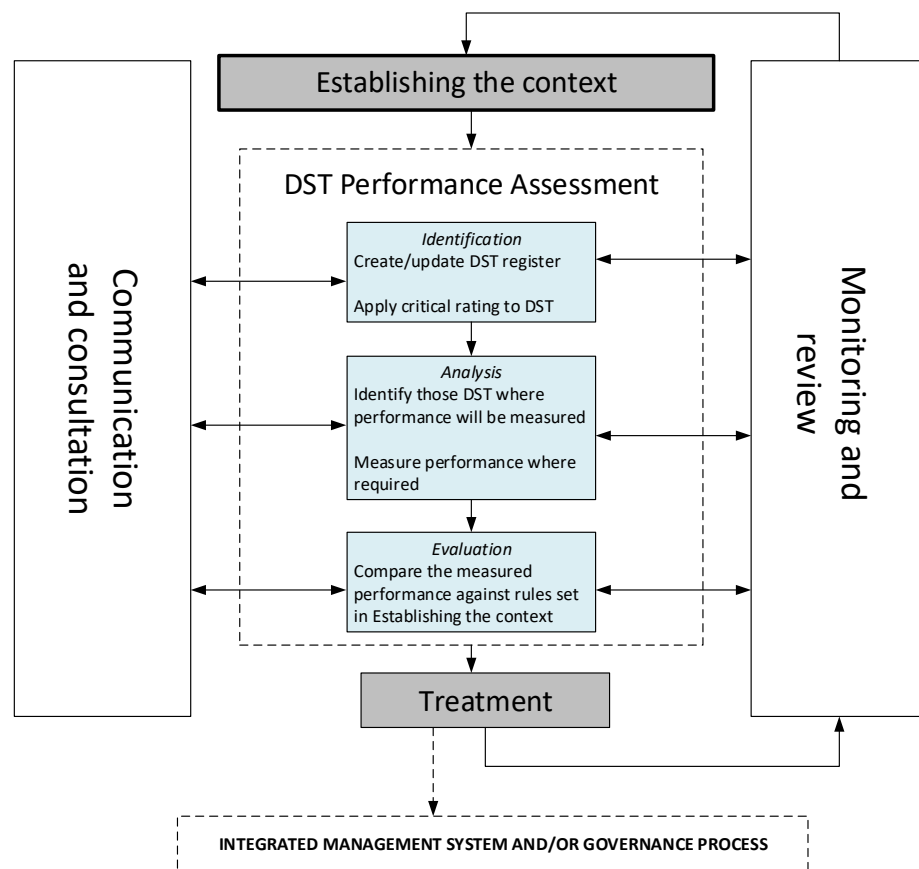 Establishing the context
DST Performance Assessment
Identification
Create/update DST register
Apply critical rating to DST
Analysis
Identify those DST where
performance will be measured
Measure performance where
required
Evaluation
Compare the measured
performance against rules set
in Establishing the context
Treatment
Communication
and consultation
Monitoring and
review
INTEGRATED MANAGEMENT SYSTEM AND/OR GOVERNANCE PROCESS